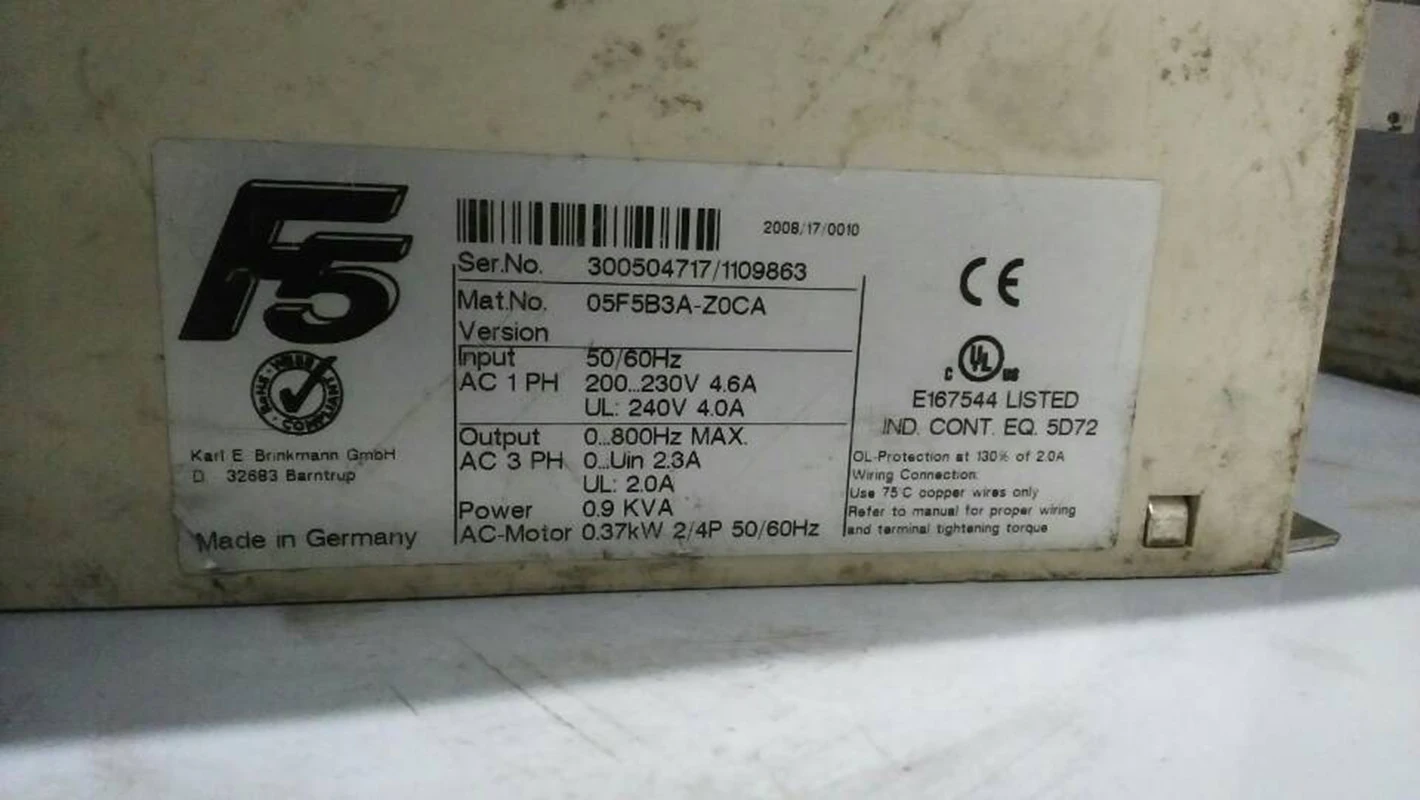 F5
2008/17/0010
Ser.No. 300504717/1109863
Mat.No. 05F5B3A-Z0CA
Version
Input 50/60Hz
AC 1 PH 200...230V 4.6A
UL: 240V 4.0A
Output 0...800Hz MAX.
AC 3 PH 0...Uin 2.3A
UL: 2.0A
Power 0.9 KVA
AC-Motor 0.37kW 2/4P 50/60Hz
RoHS COMPLIANT
Karl E. Brinkmann GmbH
D 32683 Barntrup
Made in Germany
CE
c UL us
E167544 LISTED
IND. CONT. EQ. 5D72
OL-Protection at 130% of 2.0A
Wiring Connection:
Use 75°C copper wires only
Refer to manual for proper wiring
and terminal tightening torque